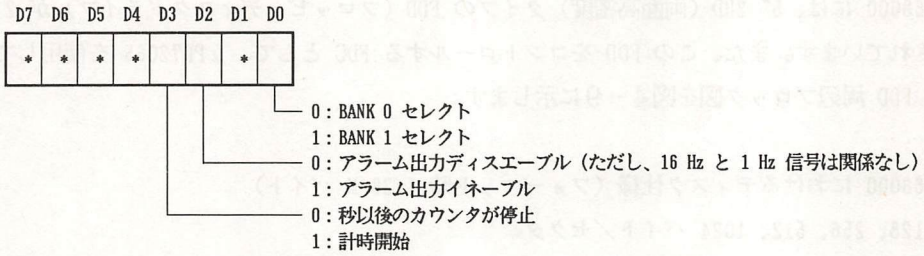 D7 D6 D5 D4 D3 D2 D1 D0
* * * * *
0 : BANK 0 セレクト
1 : BANK 1 セレクト
0 : アラーム出力ディスエーブル (ただし、16 Hz と 1 Hz 信号は関係なし)
1 : アラーム出力イネーブル
0 : 秒以後のカウンタが停止
1 : 計時開始